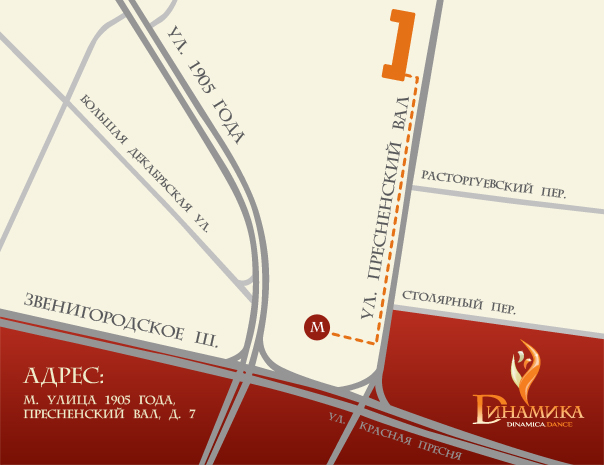 УЛ. 1905 ГОДА
БОЛЬШАЯ ДЕКАБРЬСКАЯ УЛ.
УЛ. ПРЕСНЕНСКИЙ ВАЛ
РАСТОРГУЕВСКИЙ ПЕР.
СТОЛЯРНЫЙ ПЕР.
ЗВЕНИГОРОДСКОЕ Ш.
М
АДРЕС:
М. УЛИЦА 1905 ГОДА,
ПРЕСНЕНСКИЙ ВАЛ, Д. 7
УЛ. КРАСНАЯ ПРЕСНЯ
DИНАМИКА
DINAMICA.DANCE